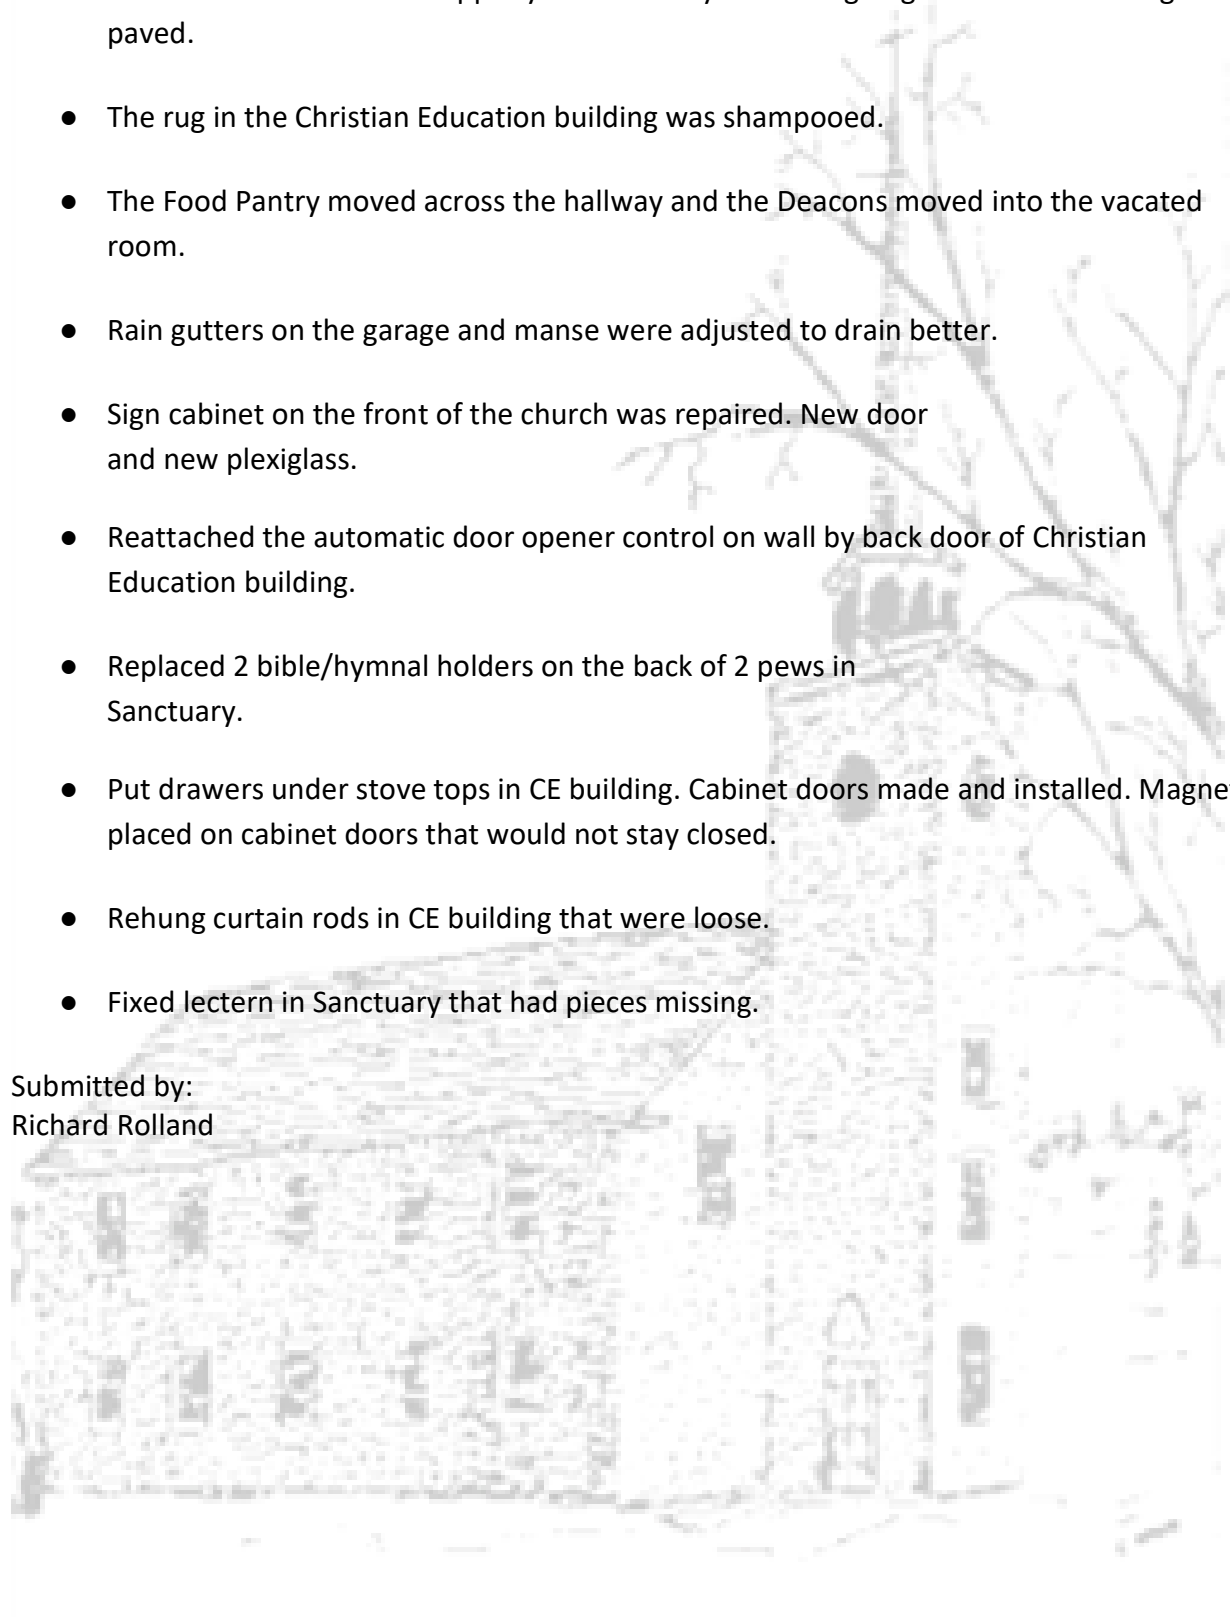 paved.
● The rug in the Christian Education building was shampooed.
● The Food Pantry moved across the hallway and the Deacons moved into the vacated
room.
● Rain gutters on the garage and manse were adjusted to drain better.
● Sign cabinet on the front of the church was repaired. New door
and new plexiglass.
● Reattached the automatic door opener control on wall by back door of Christian
Education building.
● Replaced 2 bible/hymnal holders on the back of 2 pews in
Sanctuary.
● Put drawers under stove tops in CE building. Cabinet doors made and installed.
placed on cabinet doors that would not stay closed.
● Rehung curtain rods in CE building that were loose.
● Fixed lectern in Sanctuary that had pieces missing.
Submitted by:
Richard Rolland